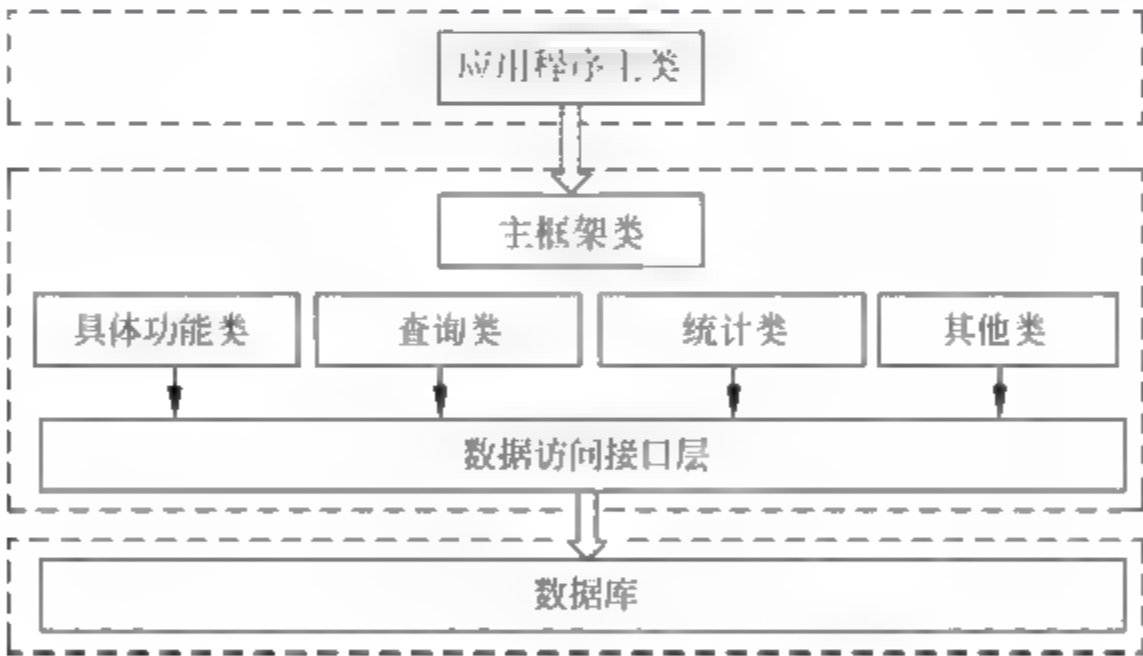 应用程序主类
主框架类
具体功能类
查询类
统计类
其他类
数据访问接口层
数据库